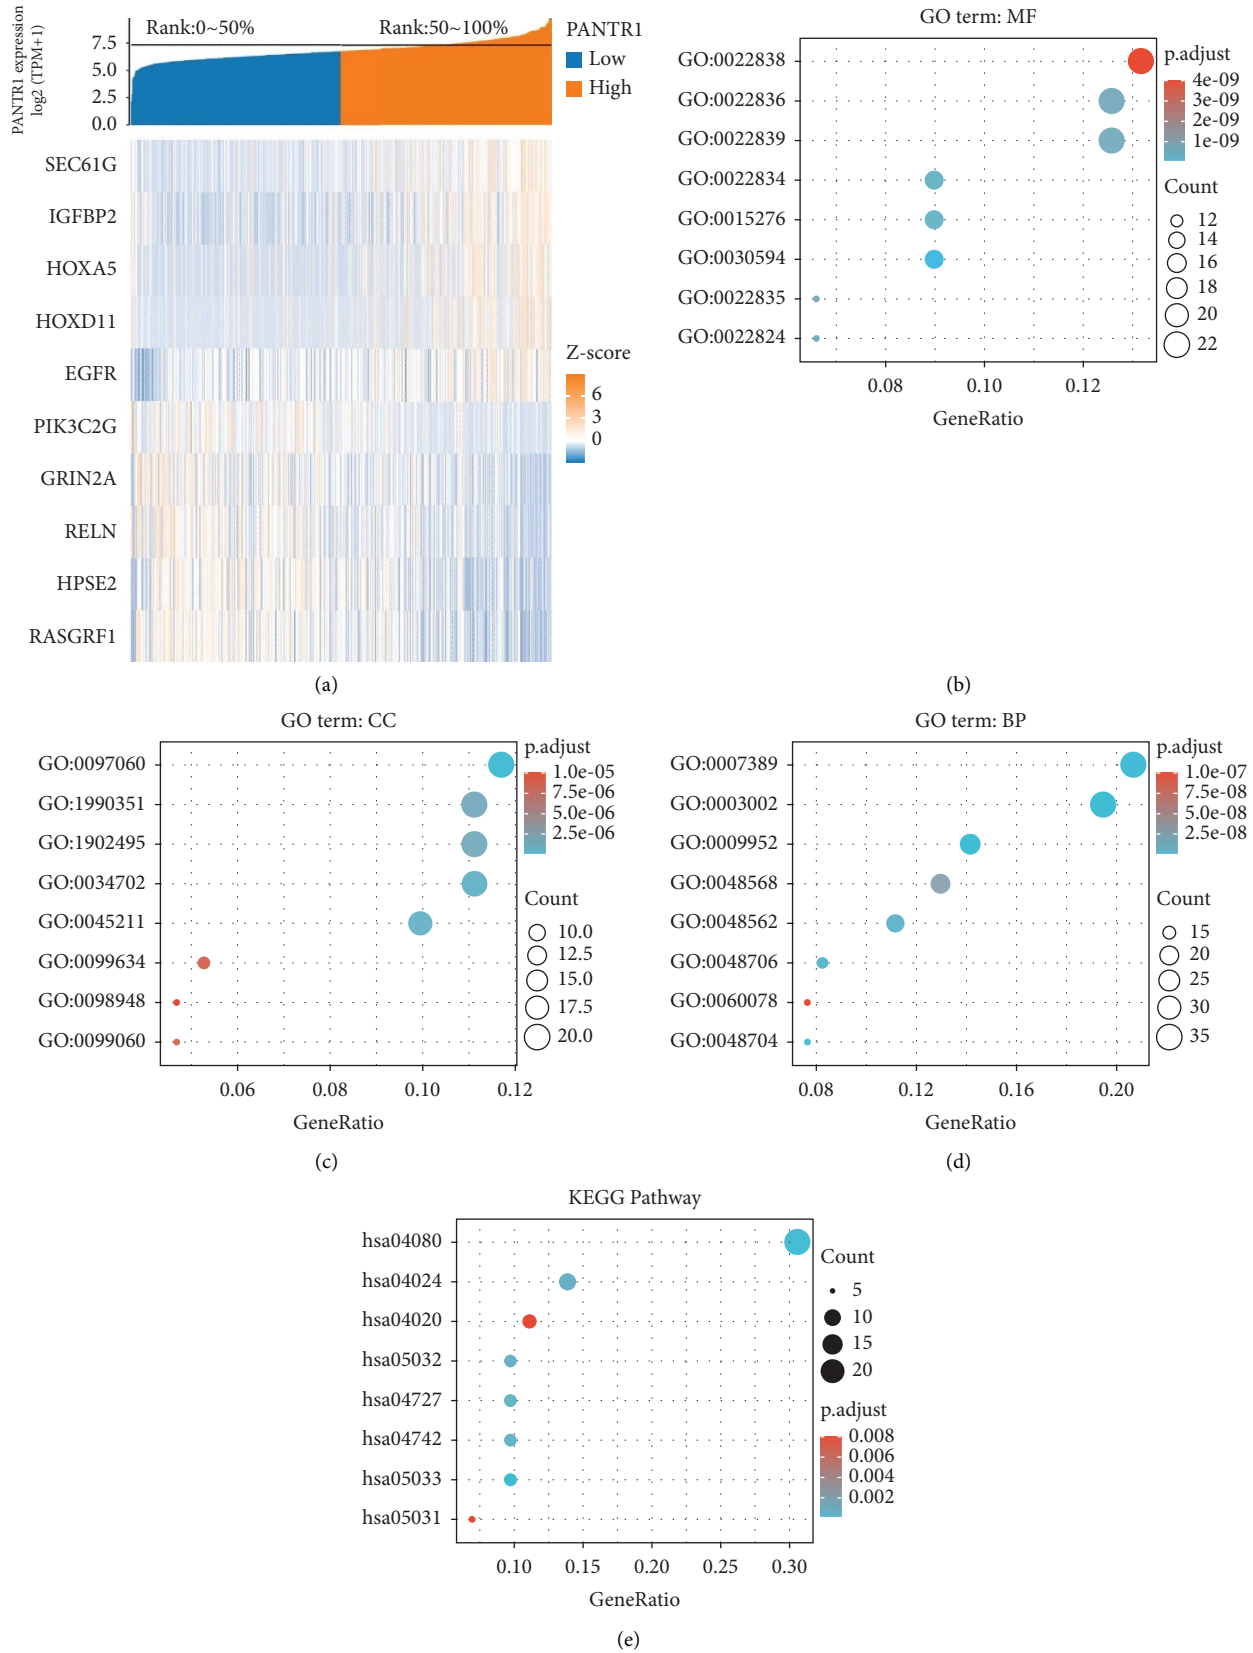 PANTR1 expression
log2 (TPM+1)
7.5
5.0
2.5
0.0
Rank:0~50%
Rank:50~100%
PANTR1
Low
High
SEC61G
IGFBP2
HOXA5
HOXD11
EGFR
PIK3C2G
GRIN2A
RELN
HPSE2
RASGRF1
Z-score
6
3
0
(a)
GO term: MF
GO:0022838
GO:0022836
GO:0022839
GO:0022834
GO:0015276
GO:0030594
GO:0022835
GO:0022824
0.08 0.10 0.12
GeneRatio
p.adjust
4e-09
3e-09
2e-09
1e-09
Count
12
14
16
18
20
22
(b)
GO term: CC
GO:0097060
GO:1990351
GO:1902495
GO:0034702
GO:0045211
GO:0099634
GO:0098948
GO:0099060
0.06 0.08 0.10 0.12
GeneRatio
p.adjust
1.0e-05
7.5e-06
5.0e-06
2.5e-06
Count
10.0
12.5
15.0
17.5
20.0
(c)
GO term: BP
GO:0007389
GO:0003002
GO:0009952
GO:0048568
GO:0048562
GO:0048706
GO:0060078
GO:0048704
0.08 0.12 0.16 0.20
GeneRatio
p.adjust
1.0e-07
7.5e-08
5.0e-08
2.5e-08
Count
15
20
25
30
35
(d)
KEGG Pathway
hsa04080
hsa04024
hsa04020
hsa05032
hsa04727
hsa04742
hsa05033
hsa05031
0.10 0.15 0.20 0.25 0.30
GeneRatio
Count
5
10
15
20
p.adjust
0.008
0.006
0.004
0.002
(e)